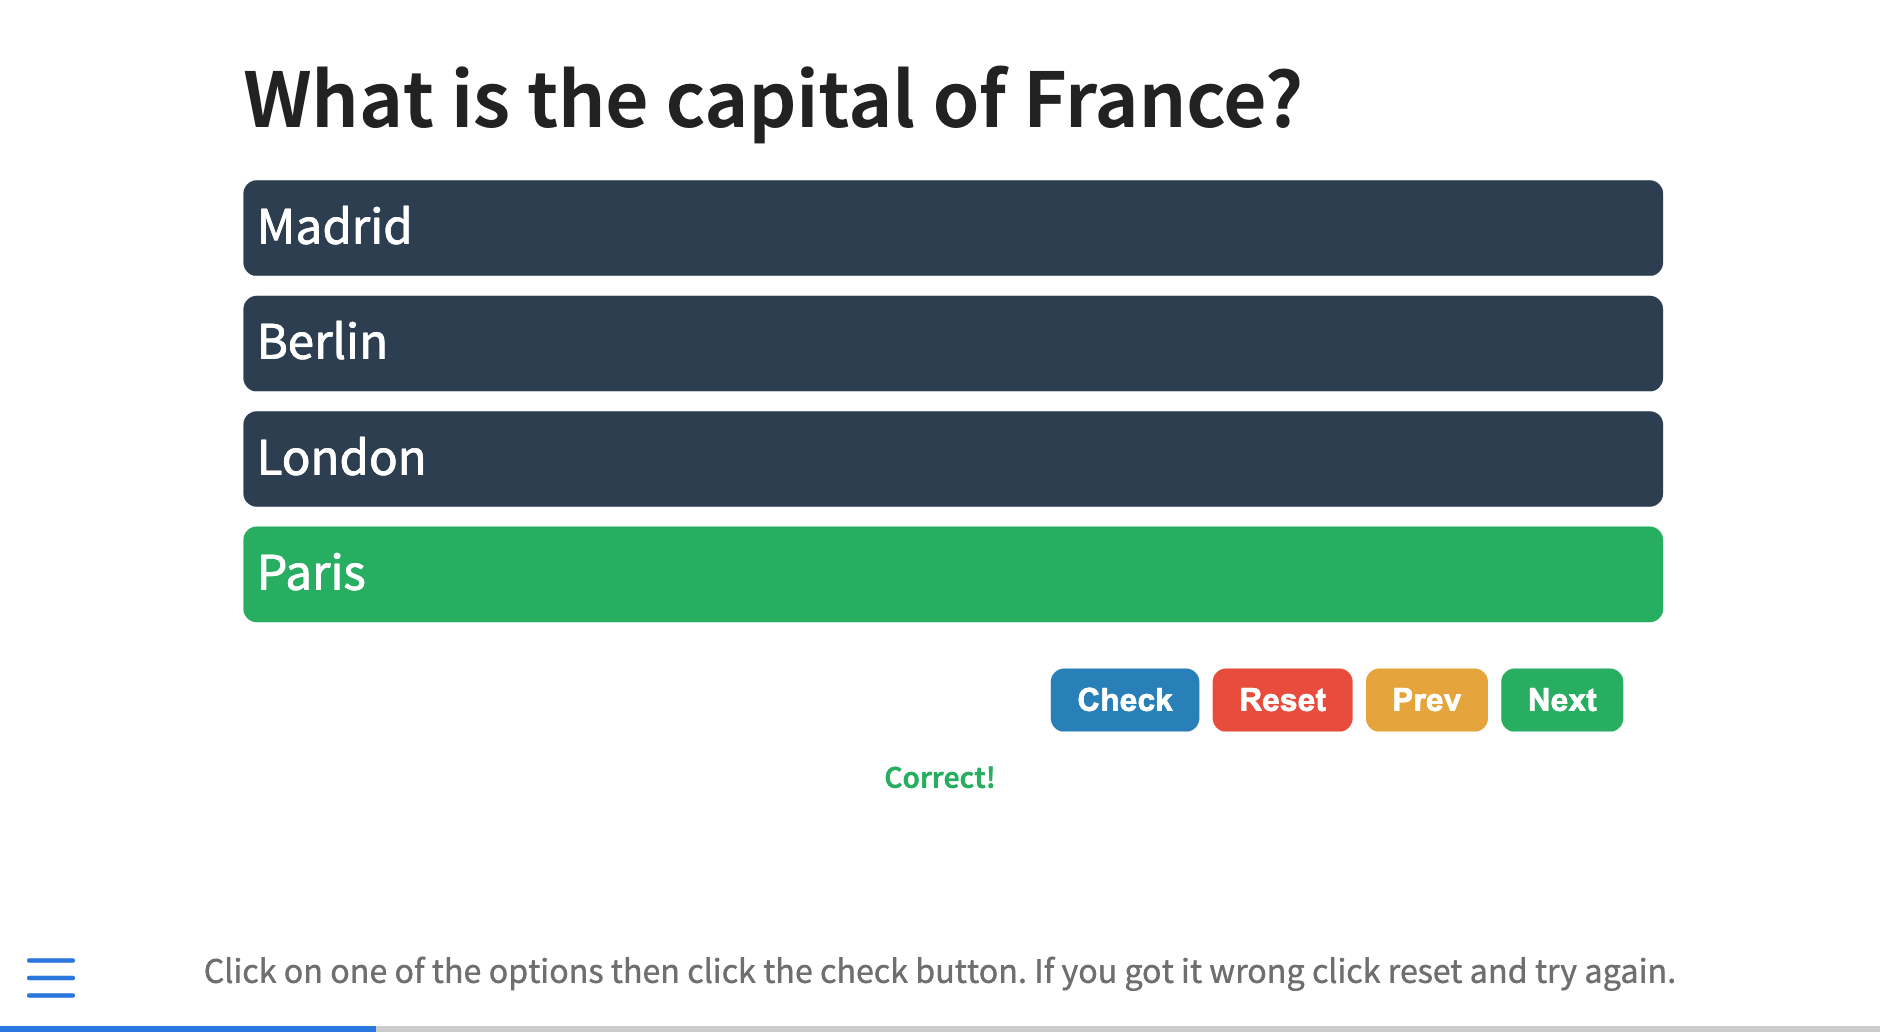 What is the capital of France?
Madrid
Berlin
London
Paris
Check Reset Prev Next
Correct!
Click on one of the options then click the check button. If you got it wrong click reset and try again.